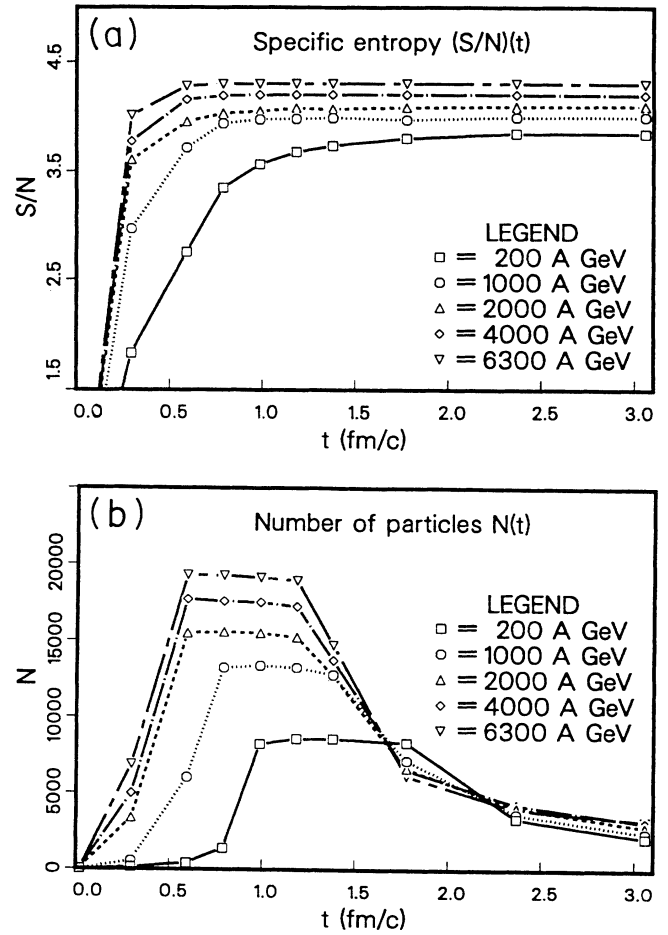 (a)
Specific entropy (S/N)(t)
4.5
3.5
2.5
1.5
S/N
LEGEND
□ = 200 A GeV
○ = 1000 A GeV
△ = 2000 A GeV
◇ = 4000 A GeV
▽ = 6300 A GeV
0.0 0.5 1.0 1.5 2.0 2.5 3.0
t (fm/c)
(b)
Number of particles N(t)
20000
15000
10000
5000
0
N
LEGEND
□ = 200 A GeV
○ = 1000 A GeV
△ = 2000 A GeV
◇ = 4000 A GeV
▽ = 6300 A GeV
0.0 0.5 1.0 1.5 2.0 2.5 3.0
t (fm/c)